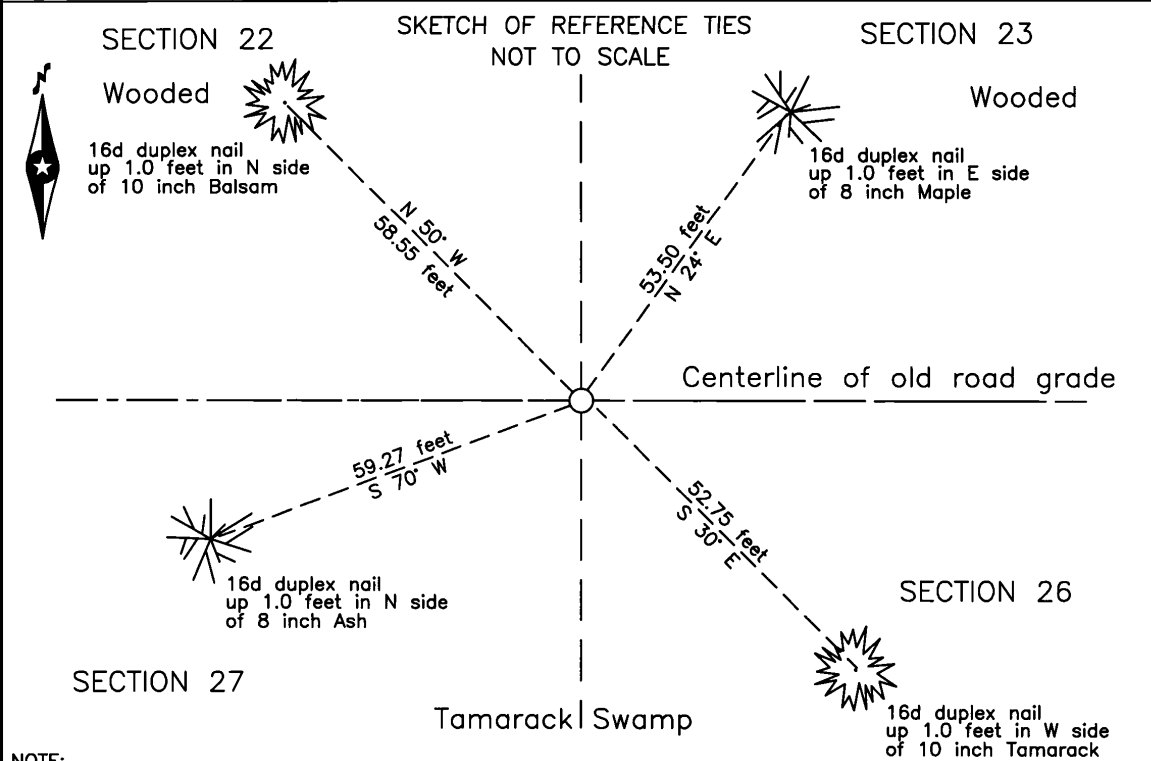 SKETCH OF REFERENCE TIES
NOT TO SCALE
SECTION 22
SECTION 23
N
Wooded
Wooded
16d duplex nail
up 1.0 feet in N side
of 10 inch Balsam
16d duplex nail
up 1.0 feet in E side
of 8 inch Maple
N 50° W
58.55 feet
53.50 feet
N 24° E
Centerline of old road grade
59.27 feet
S 70° W
52.75 feet
S 30° E
16d duplex nail
up 1.0 feet in N side
of 8 inch Ash
SECTION 26
SECTION 27
Tamarack Swamp
16d duplex nail
up 1.0 feet in W side
of 10 inch Tamarack
NOTE: